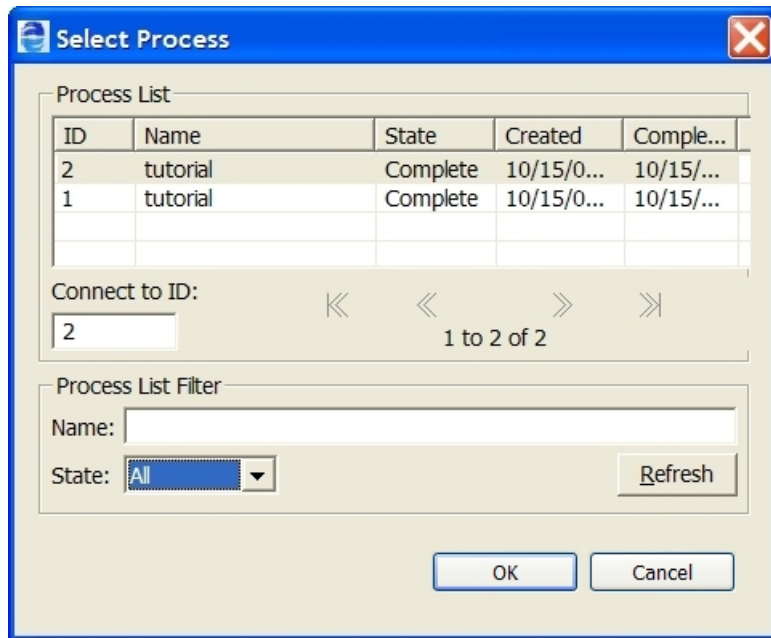 Select Process
Process List
ID Name State Created Comple...
2 tutorial Complete 10/15/0... 10/15/...
1 tutorial Complete 10/15/0... 10/15/...
Connect to ID:
2
1 to 2 of 2
Process List Filter
Name:
State: All Refresh
OK Cancel